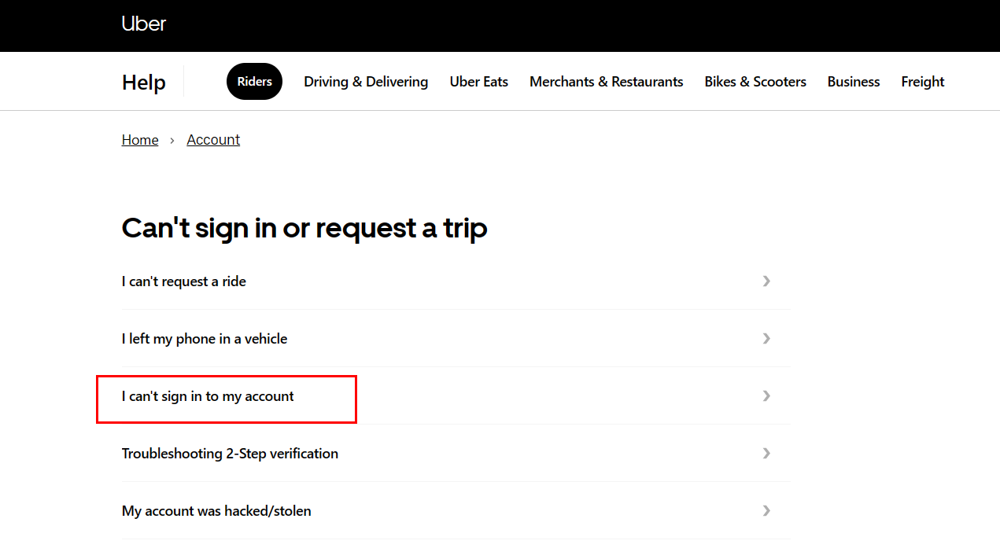 Uber
Help
Riders
Driving & Delivering
Uber Eats
Merchants & Restaurants
Bikes & Scooters
Business
Freight
Home › Account
Can't sign in or request a trip
I can't request a ride
I left my phone in a vehicle
I can't sign in to my account
Troubleshooting 2-Step verification
My account was hacked/stolen